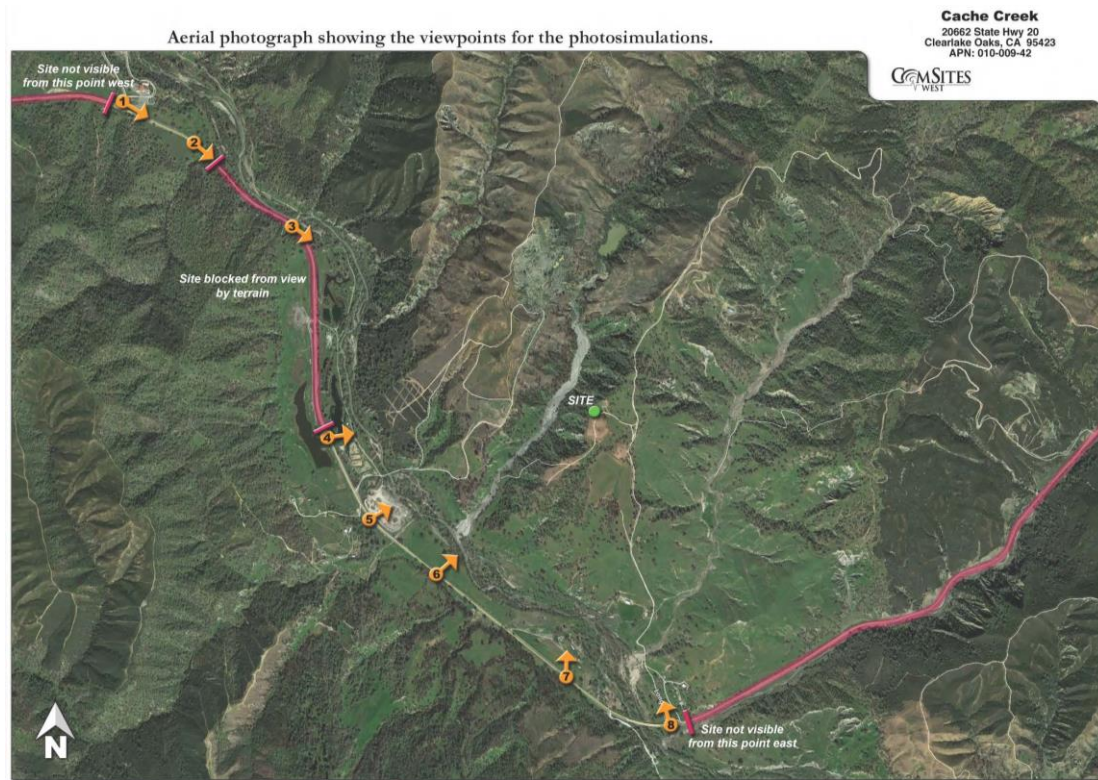 Aerial photograph showing the viewpoints for the photosimulations.
Cache Creek
20662 State Hwy 20
Clearlake Oaks, CA 95423
APN: 010-009-42
COMSITES
WEST
Site not visible
from this point west
1
2
3
Site blocked from view
by terrain
SITE
4
5
6
7
8
Site not visible
from this point east
N